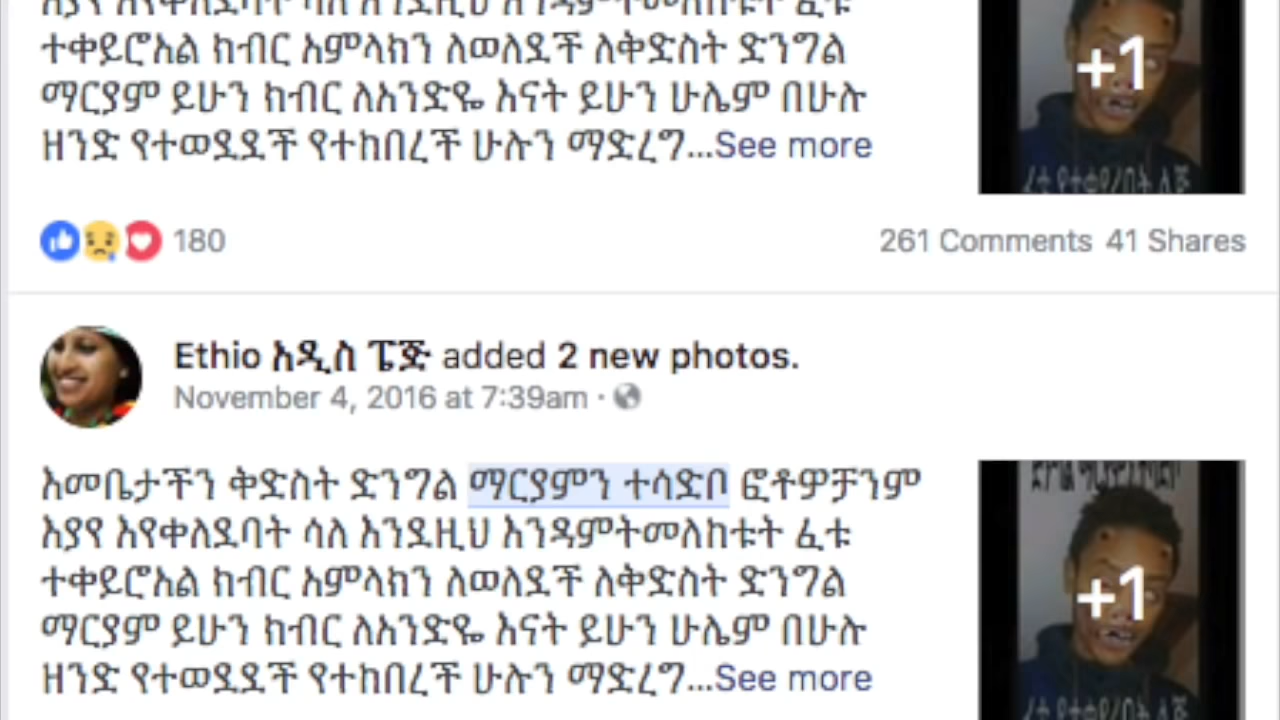 ተቀይሮአል ክብር አምላክን ለወለደች ለቅድስት ድንግል
ማርያም ይሁን ክብር ለአንድዬ እናት ይሁን ሁሌም በሁሉ
ዘንድ የተወደደች የተከበረች ሁሉን ማድረግ...See more
+1
180
261 Comments 41 Shares
Ethio አዲስ ፔጅ added 2 new photos.
November 4, 2016 at 7:39am ·
እመቤታችን ቅድስት ድንግል ማርያምን ተሳድቦ ፎቶዎቻንም
እያየ እየቀለደባት ሳለ እንደዚህ እንዳምትመለከቱት ፊቱ
ተቀይሮአል ክብር አምላክን ለወለደች ለቅድስት ድንግል
ማርያም ይሁን ክብር ለአንድዬ እናት ይሁን ሁሌም በሁሉ
ዘንድ የተወደደች የተከበረች ሁሉን ማድረግ...See more
+1